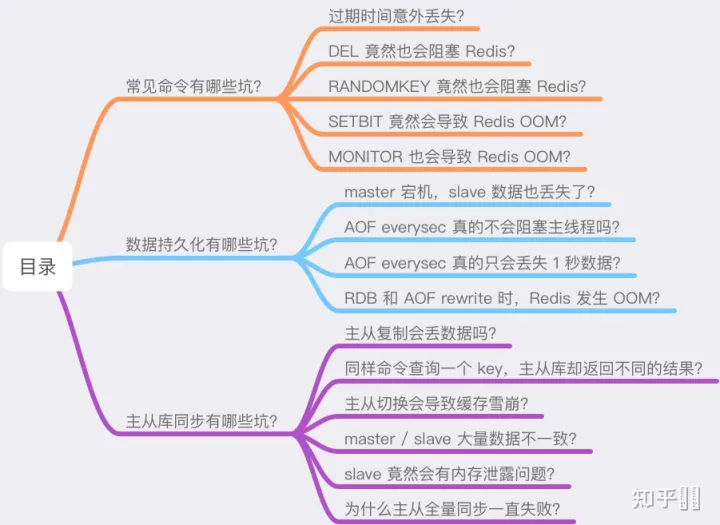 目录
常见命令有哪些坑?
过期时间意外丢失?
DEL 竟然也会阻塞 Redis?
RANDOMKEY 竟然也会阻塞 Redis?
SETBIT 竟然会导致 Redis OOM?
MONITOR 也会导致 Redis OOM?
数据持久化有哪些坑?
master 宕机，slave 数据也丢失了?
AOF everysec 真的不会阻塞主线程吗?
AOF everysec 真的只会丢失 1 秒数据?
RDB 和 AOF rewrite 时，Redis 发生 OOM?
主从库同步有哪些坑?
主从复制会丢数据吗?
同样命令查询一个 key，主从库却返回不同的结果?
主从切换会导致缓存雪崩?
master / slave 大量数据不一致?
slave 竟然会有内存泄露问题?
为什么主从全量同步一直失败?
知乎